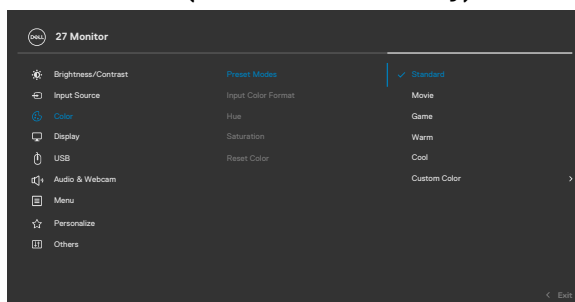 DELL 27 Monitor
Brightness/Contrast Preset Modes ✓ Standard
Input Source Input Color Format Movie
Color Hue Game
Display Saturation Warm
USB Reset Color Cool
Audio & Webcam Custom Color >
Menu
Personalize
Others
< Exit